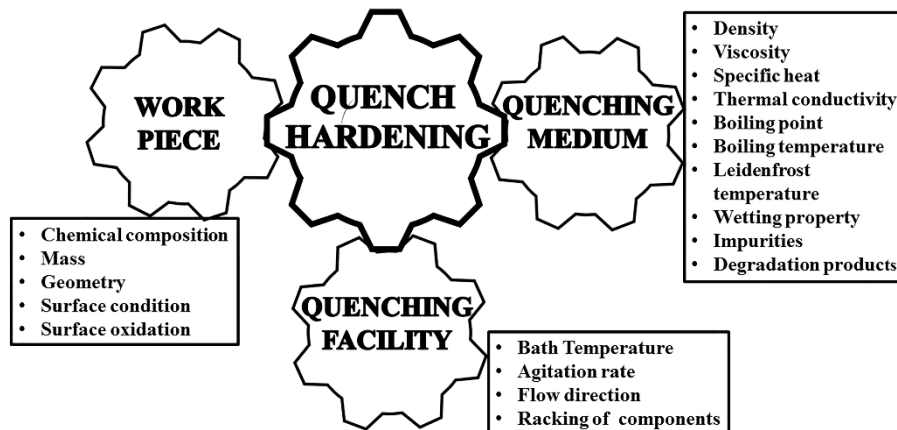 WORK
PIECE
QUENCH
HARDENING
QUENCHING
MEDIUM
• Density
• Viscosity
• Specific heat
• Thermal conductivity
• Boiling point
• Boiling temperature
• Leidenfrost
temperature
• Wetting property
• Impurities
• Degradation products
• Chemical composition
• Mass
• Geometry
• Surface condition
• Surface oxidation
QUENCHING
FACILITY
• Bath Temperature
• Agitation rate
• Flow direction
• Racking of components